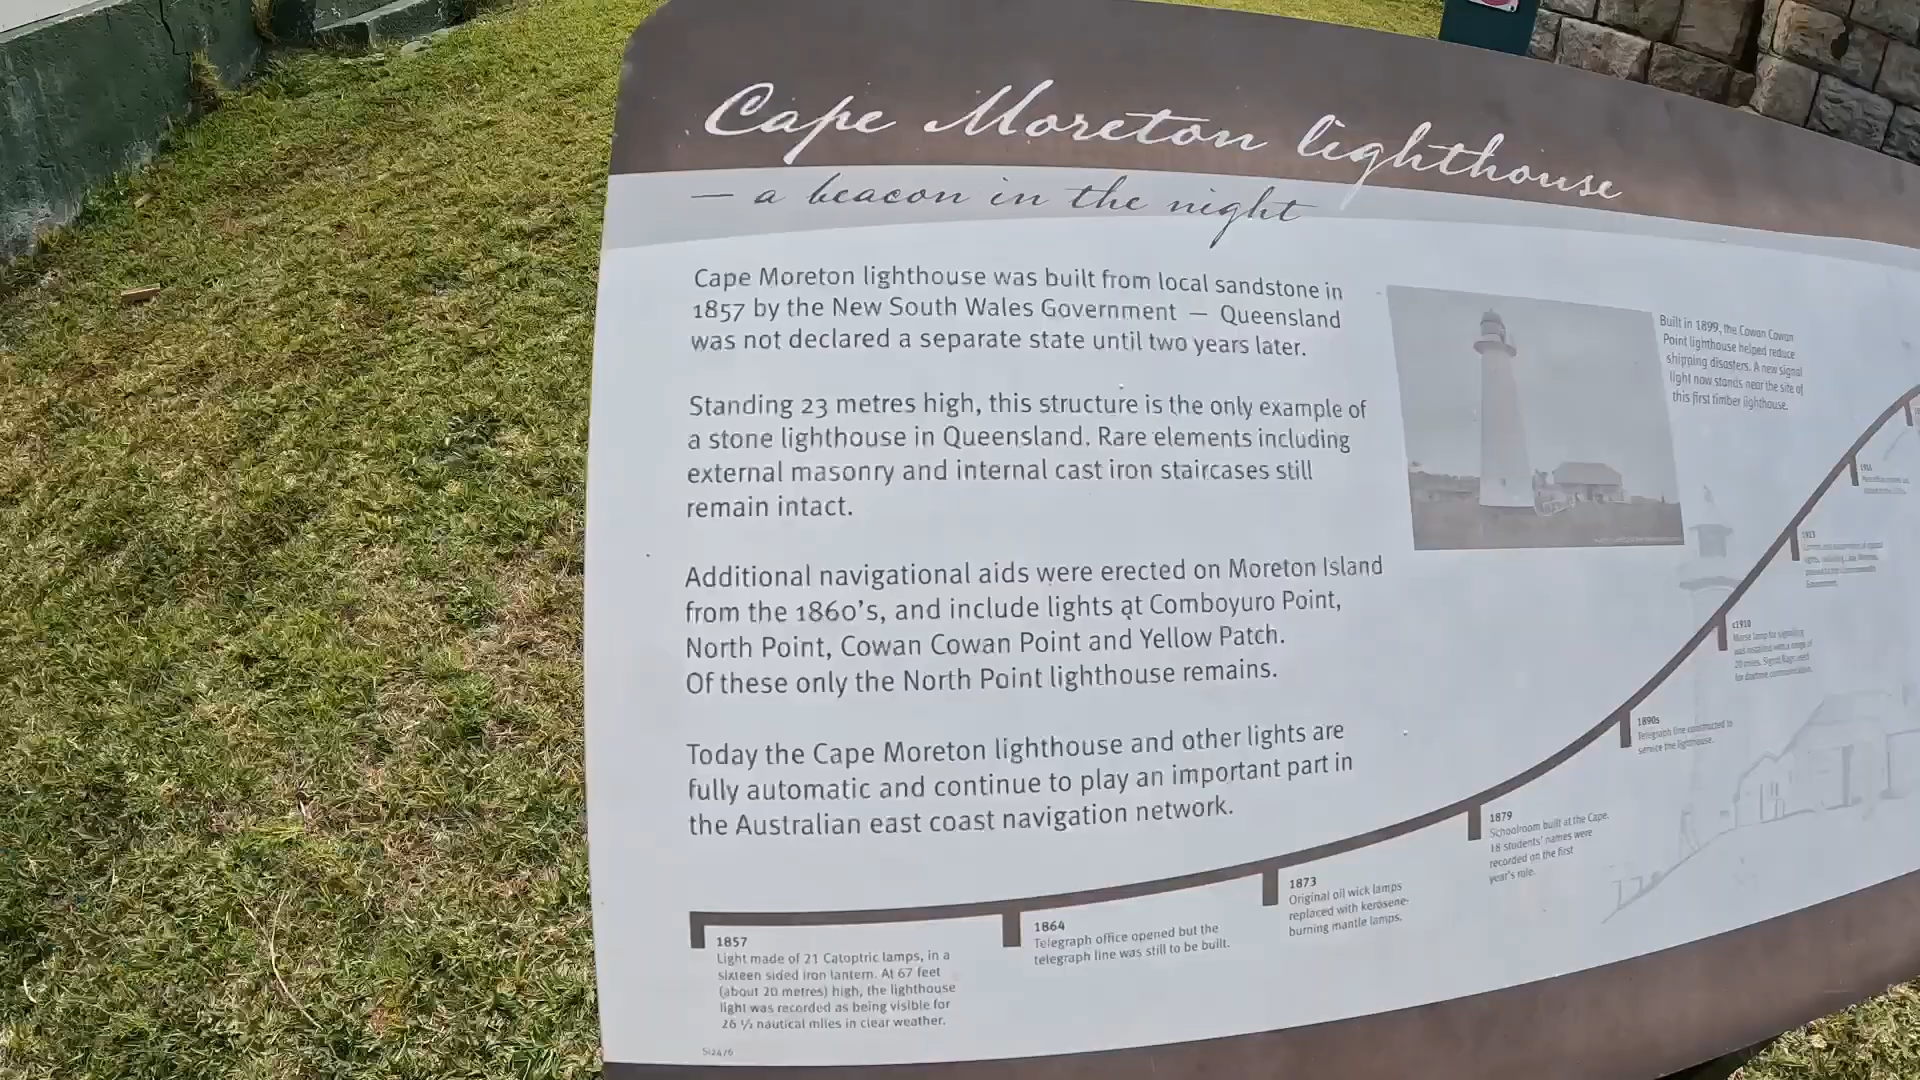 Cape Moreton lighthouse
— a beacon in the night
Cape Moreton lighthouse was built from local sandstone in
1857 by the New South Wales Government — Queensland
was not declared a separate state until two years later.
Standing 23 metres high, this structure is the only example of
a stone lighthouse in Queensland. Rare elements including
external masonry and internal cast iron staircases still
remain intact.
Additional navigational aids were erected on Moreton Island
from the 1860's, and include lights at Comboyuro Point,
North Point, Cowan Cowan Point and Yellow Patch.
Of these only the North Point lighthouse remains.
Today the Cape Moreton lighthouse and other lights are
fully automatic and continue to play an important part in
the Australian east coast navigation network.
Built in 1899, the Cowan Cowan
Point lighthouse helped reduce
shipping disasters. A new signal
light now stands near the site of
this first timber lighthouse.
1857
Light made of 21 Catoptric lamps, in a
sixteen sided iron lantern. At 67 feet
(about 20 metres) high, the lighthouse
light was recorded as being visible for
26 ½ nautical miles in clear weather.
1864
Telegraph office opened but the
telegraph line was still to be built.
1873
Original oil wick lamps
replaced with kerosene-
burning mantle lamps.
1879
Schoolroom built at the Cape.
18 students' names were
recorded on the first
year's role.
1890s
Telegraph line constructed to
service the lighthouse.
c1910
Morse lamp for signalling
was installed with a range of
20 miles. Signal flags used
for daytime communication.
1913
Government.
SI2476